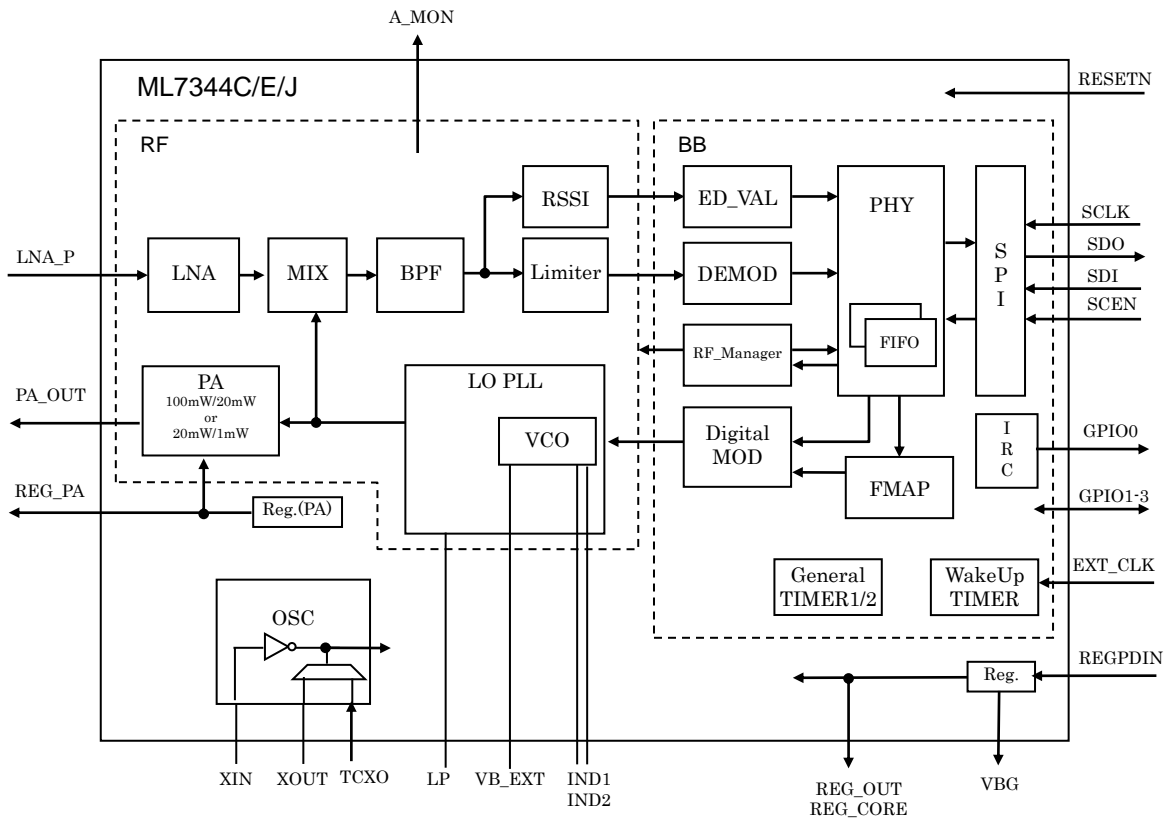 A_MON
ML7344C/E/J
RESETN
RF
BB
RSSI
ED_VAL
PHY
SCLK
SDO
SDI
SCEN
S
P
I
LNA_P
LNA
MIX
BPF
Limiter
DEMOD
RF_Manager
FIFO
PA_OUT
PA
100mW/20mW
or
20mW/1mW
LO PLL
VCO
Digital
MOD
FMAP
I
R
C
GPIO0
GPIO1-3
REG_PA
Reg.(PA)
General
TIMER1/2
WakeUp
TIMER
EXT_CLK
OSC
REGPDIN
Reg.
XIN
XOUT
TCXO
LP
VB_EXT
IND1
IND2
REG_OUT
REG_CORE
VBG